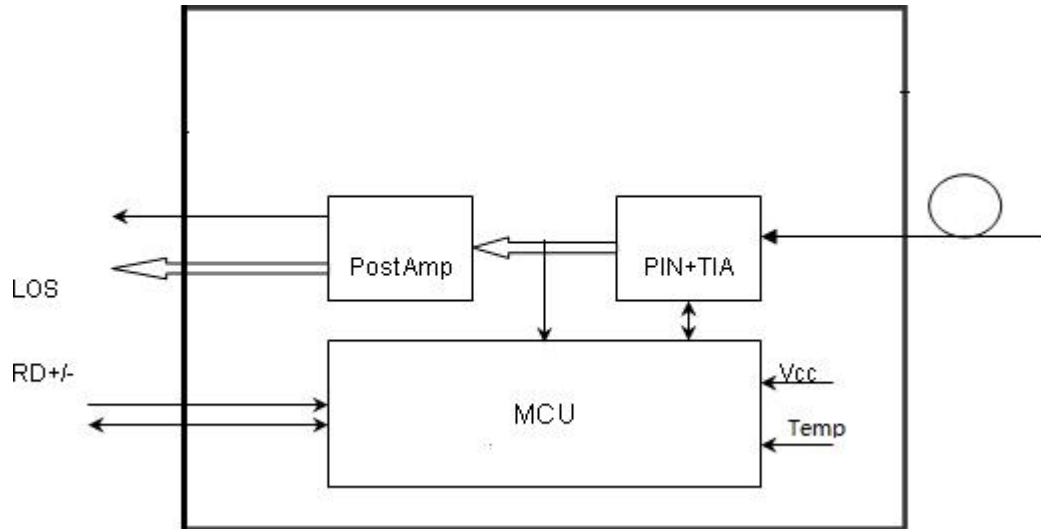 PostAmp
PIN+TIA
LOS
RD+/-
Vcc
MCU
Temp